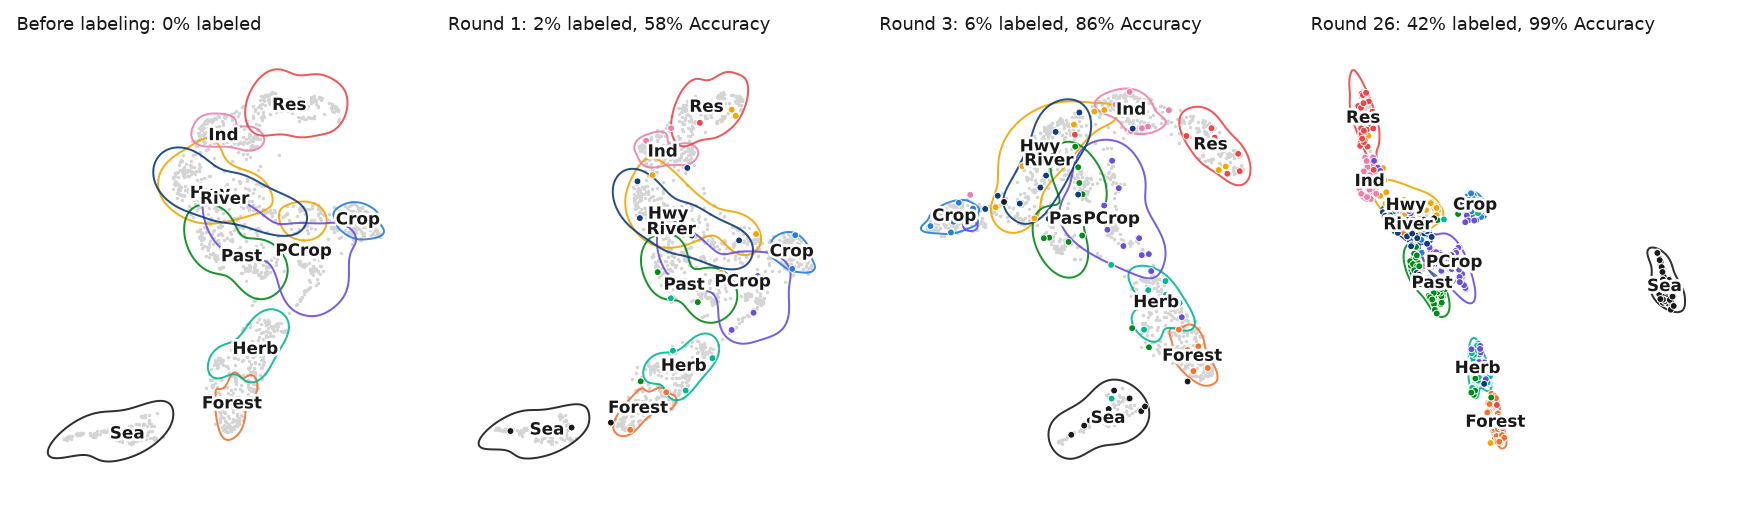 Before labeling: 0% labeled
Res
Ind
River
Crop
Past
PCrop
Herb
Forest
Sea
Round 1: 2% labeled, 58% Accuracy
Res
Ind
Hwy
River
Crop
Past
PCrop
Herb
Forest
Sea
Round 3: 6% labeled, 86% Accuracy
Ind
Res
Hwy
River
Crop
Past
PCrop
Herb
Forest
Sea
Round 26: 42% labeled, 99% Accuracy
Res
Ind
Hwy
Crop
River
PCrop
Past
Sea
Herb
Forest